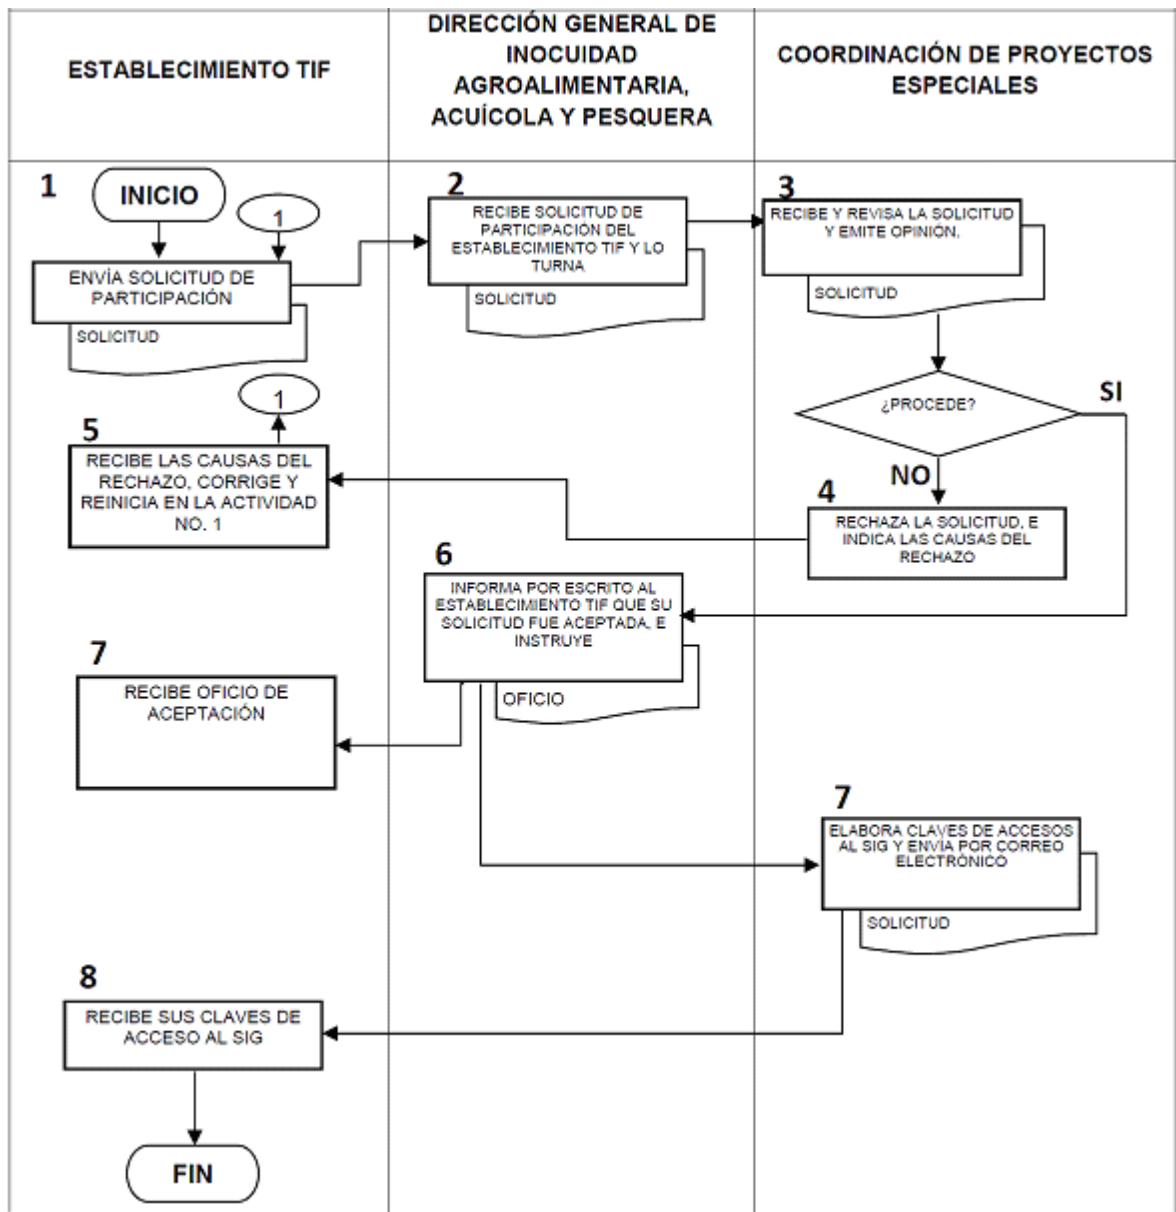 ESTABLECIMIENTO TIF
DIRECCIÓN GENERAL DE
INOCUIDAD
AGROALIMENTARIA,
ACUÍCOLA Y PESQUERA
COORDINACIÓN DE PROYECTOS
ESPECIALES
1
INICIO
1
ENVÍA SOLICITUD DE
PARTICIPACIÓN
SOLICITUD
2
RECIBE SOLICITUD DE
PARTICIPACIÓN DEL
ESTABLECIMIENTO TIF Y LO
TURNA
SOLICITUD
3
RECIBE Y REVISA LA SOLICITUD
Y EMITE OPINIÓN.
SOLICITUD
¿PROCEDE?
SI
NO
4
RECHAZA LA SOLICITUD, E
INDICA LAS CAUSAS DEL
RECHAZO
1
5
RECIBE LAS CAUSAS DEL
RECHAZO, CORRIGE Y
REINICIA EN LA ACTIVIDAD
NO. 1
6
INFORMA POR ESCRITO AL
ESTABLECIMIENTO TIF QUE SU
SOLICITUD FUE ACEPTADA, E
INSTRUYE
OFICIO
7
RECIBE OFICIO DE
ACEPTACIÓN
7
ELABORA CLAVES DE ACCESOS
AL SIG Y ENVÍA POR CORREO
ELECTRÓNICO
SOLICITUD
8
RECIBE SUS CLAVES DE
ACCESO AL SIG
FIN